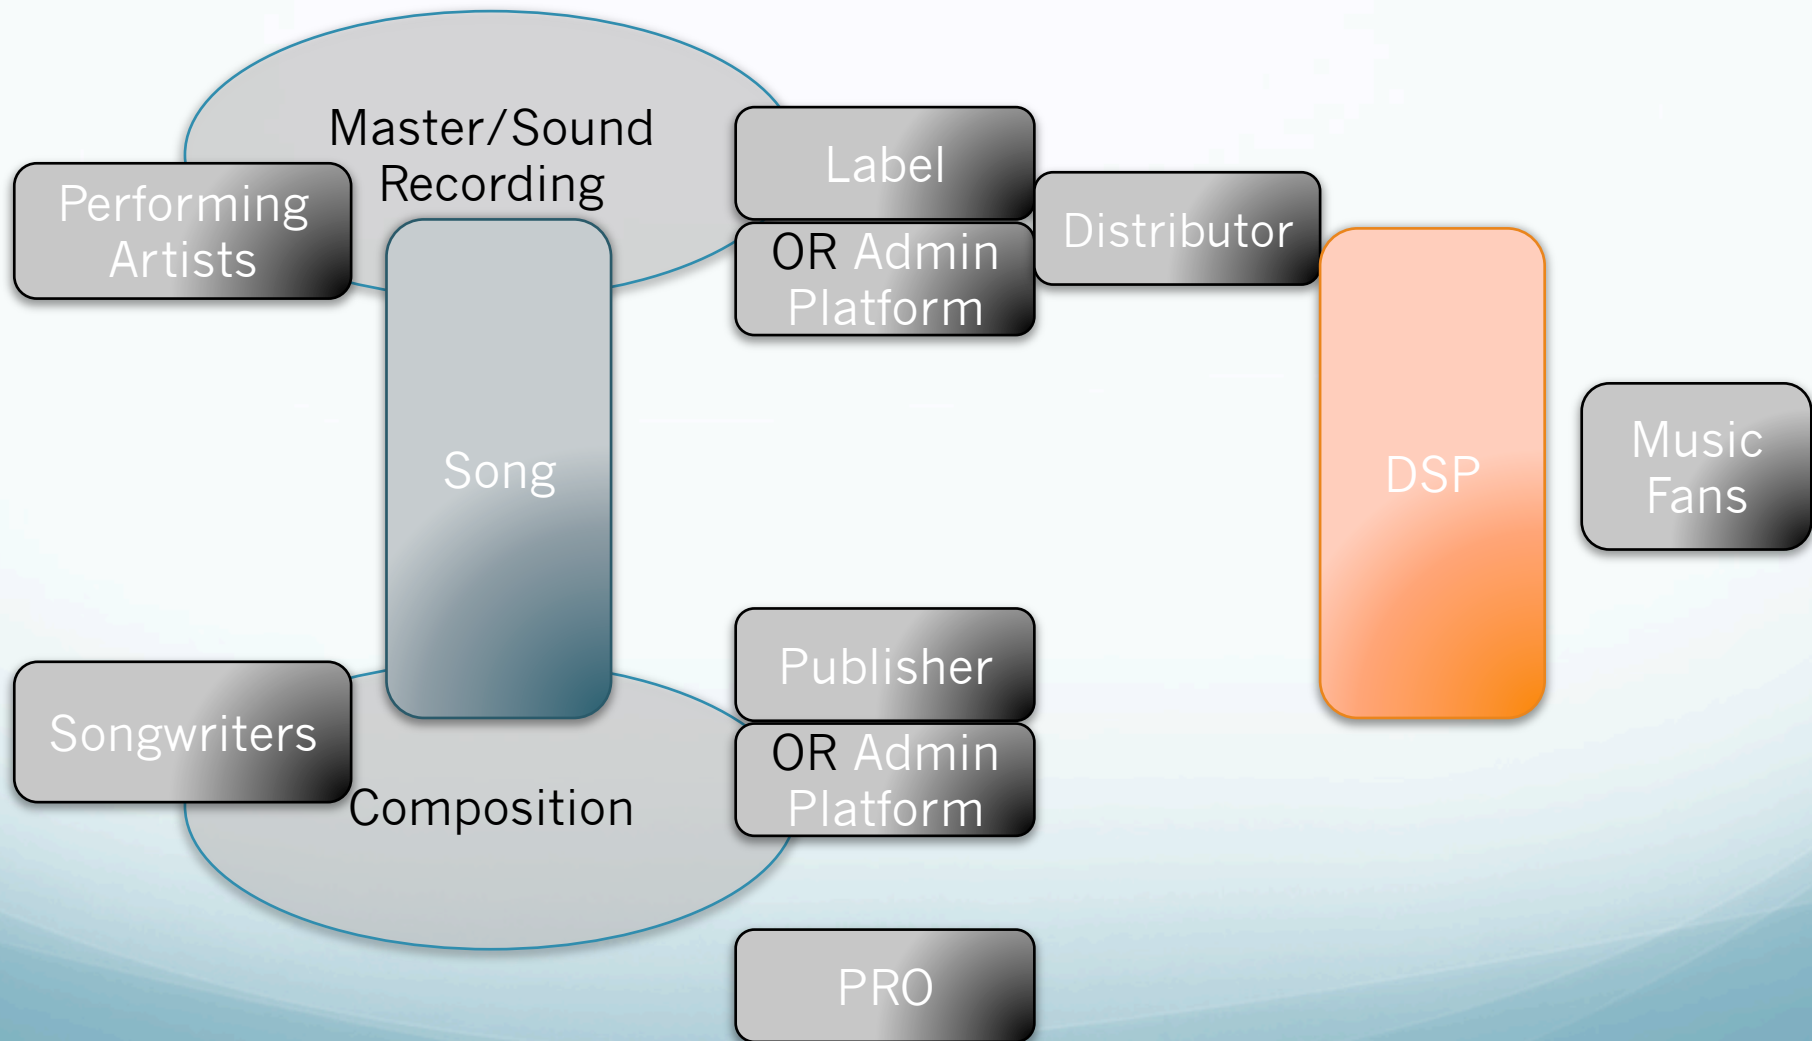 Master/Sound
Recording
Performing
Artists
Label
OR Admin
Platform
Distributor
Song
DSP
Music
Fans
Songwriters
Composition
Publisher
OR Admin
Platform
PRO